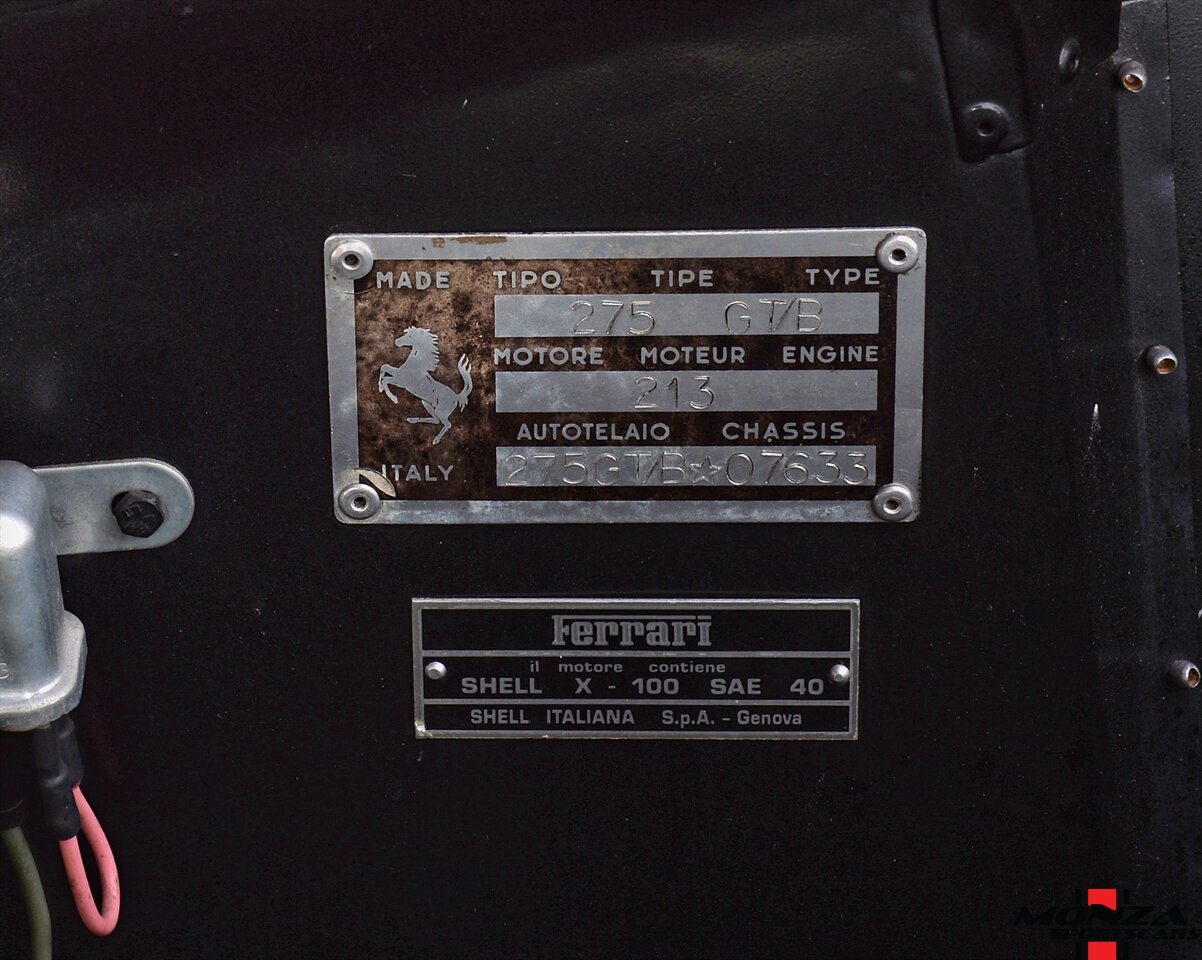 MADE TIPO TIPE TYPE
275 GT/B
MOTORE MOTEUR ENGINE
213
AUTOTELAIO CHASSIS
ITALY 275GT/B☆07633
Ferrari
il motore contiene
SHELL X - 100 SAE 40
SHELL ITALIANA S.p.A. - Genova
G
MONZA
SPORTSCARS